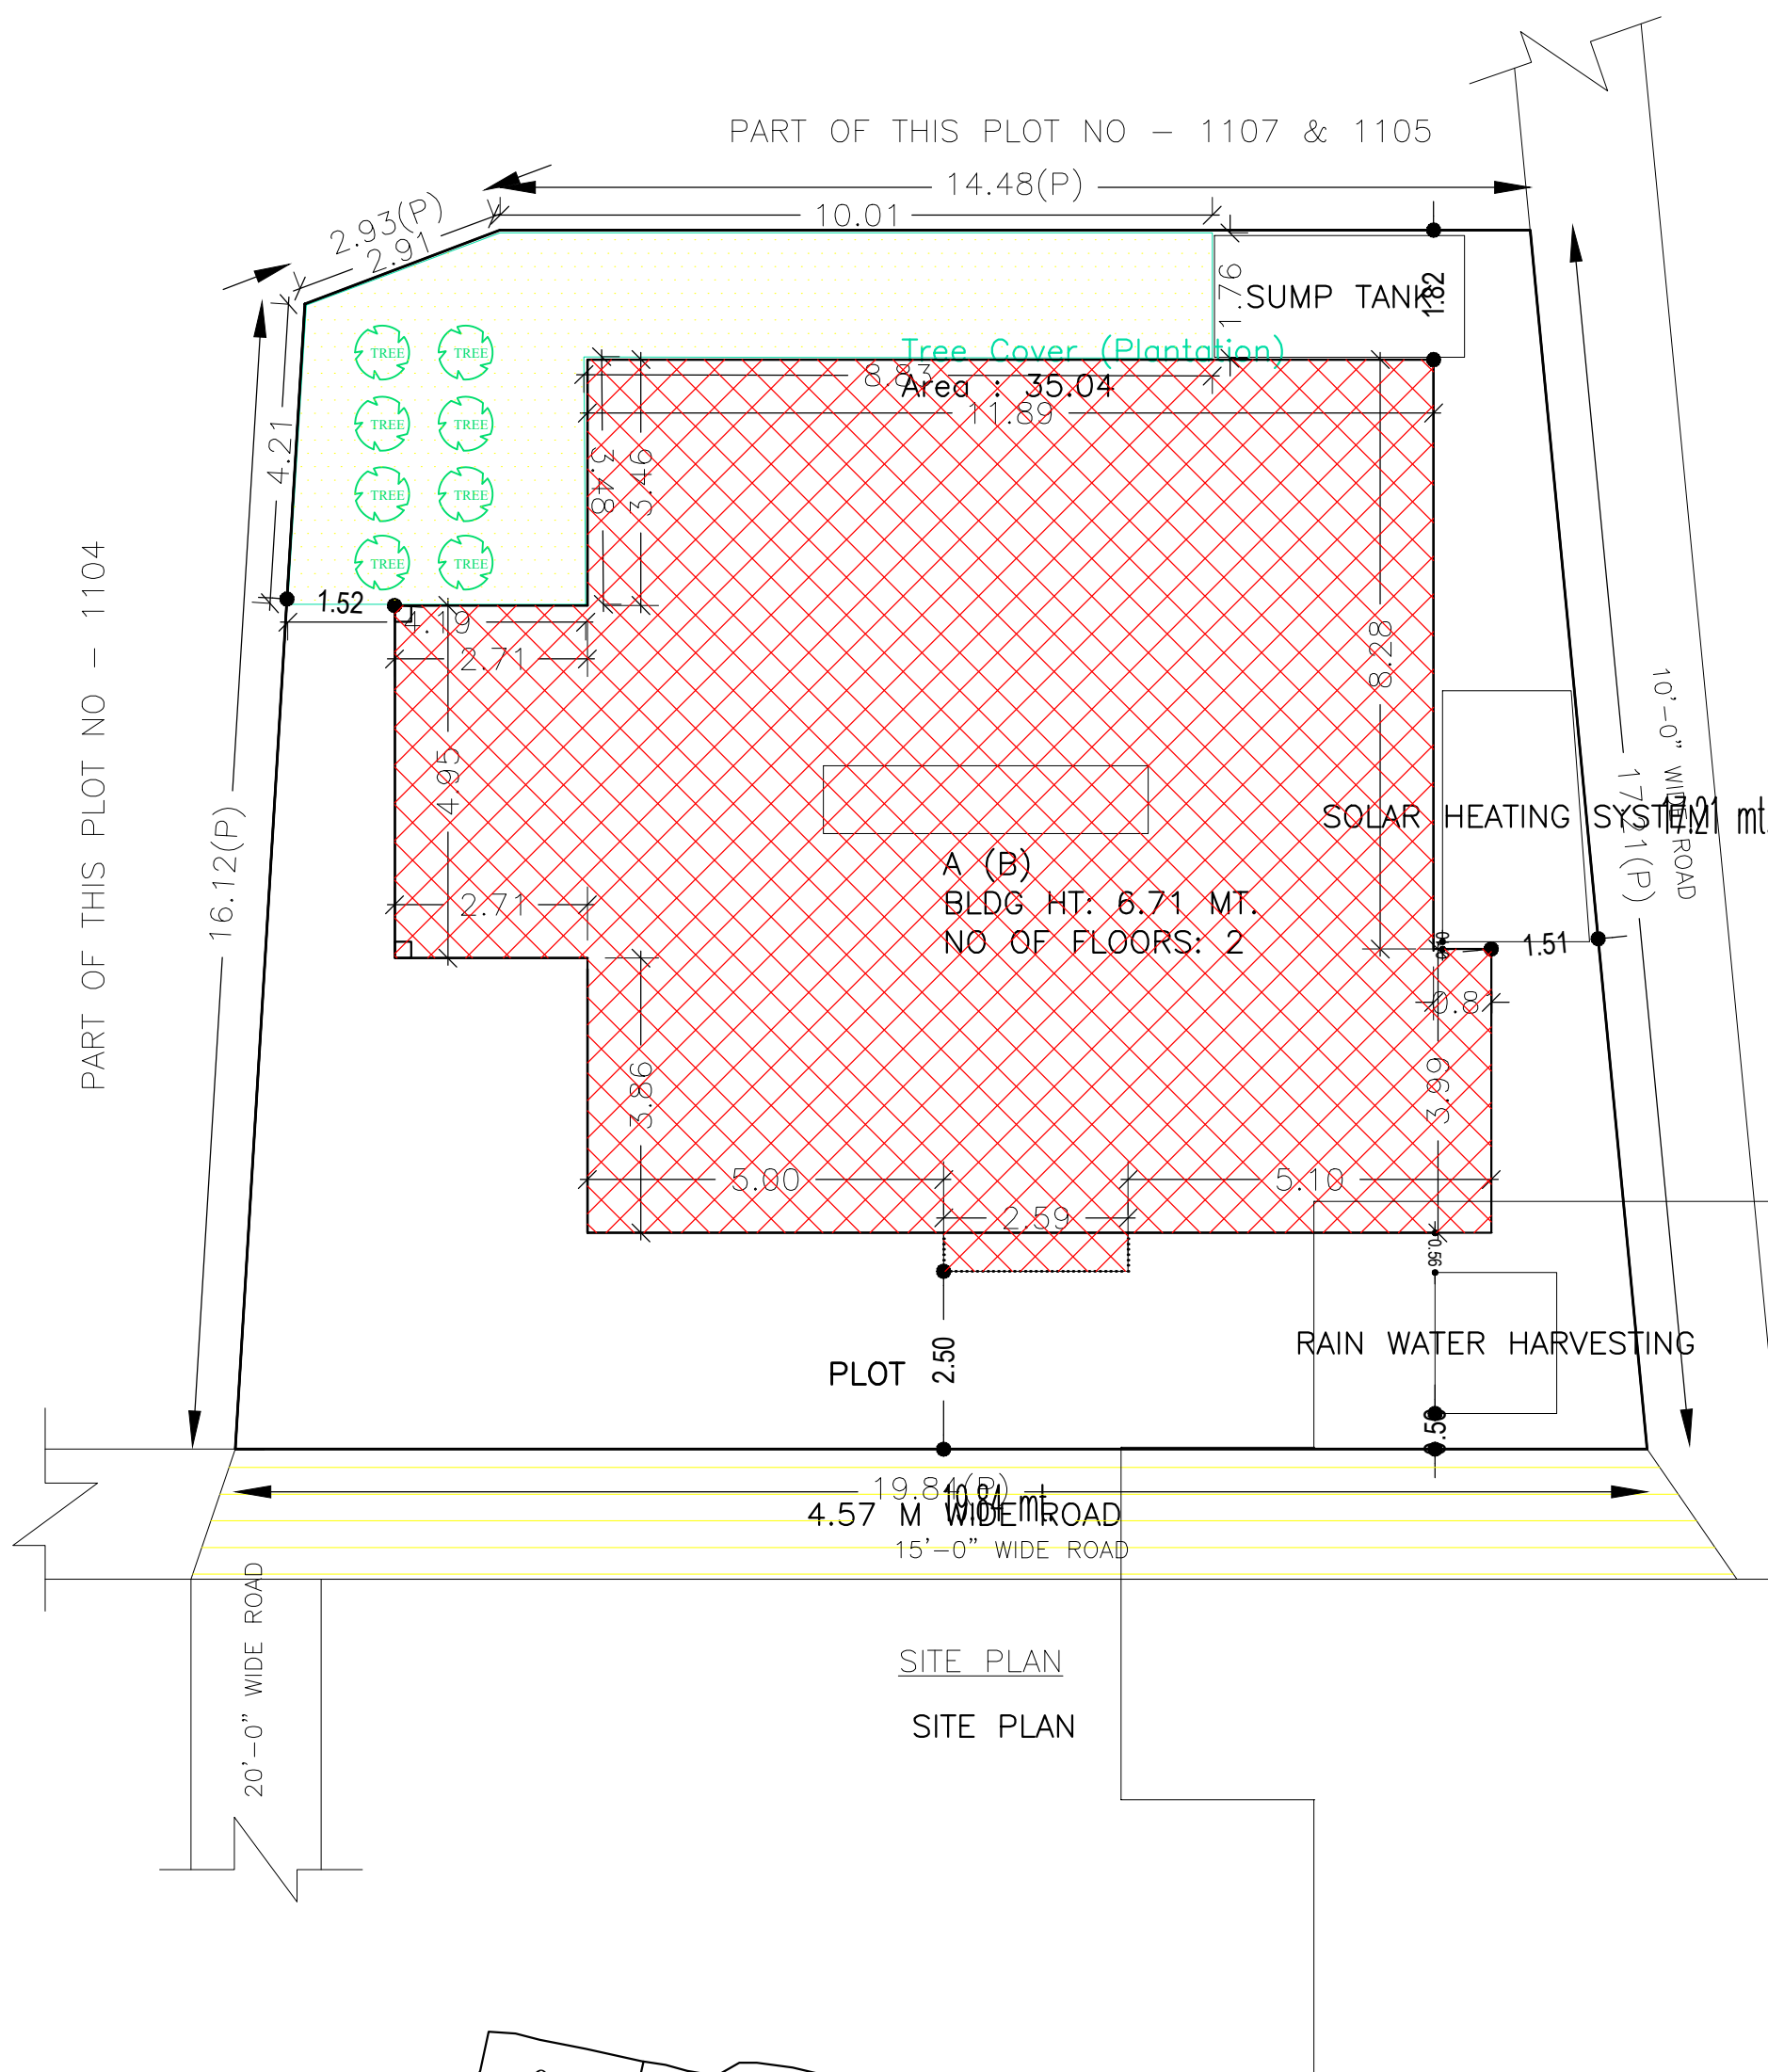 PART OF THIS PLOT NO - 1107 & 1105
14.48(P)
10.01
2.93(P)
2.91
1.76
SUMP TANK
1.82
Tree Cover (Plantation)
8.83
Area : 35.04
11.89
TREE TREE
TREE TREE
TREE TREE
TREE TREE
4.21
3.48
3.46
1.52
4.19
2.71
8.28
PART OF THIS PLOT NO - 1104
4.95
16.12(P)
10'-0" WIDE ROAD
17.21(P)
SOLAR HEATING SYSTEM
17.21 mt.
A (B)
BLDG HT: 6.71 MT.
NO OF FLOORS: 2
2.71
1.51
0.8
3.99
3.86
5.00
5.10
2.59
0.56
RAIN WATER HARVESTING
PLOT
2.50
0.50
19.84(P)
4.57 M WIDE ROAD
15'-0" WIDE ROAD
20'-0" WIDE ROAD
SITE PLAN
SITE PLAN